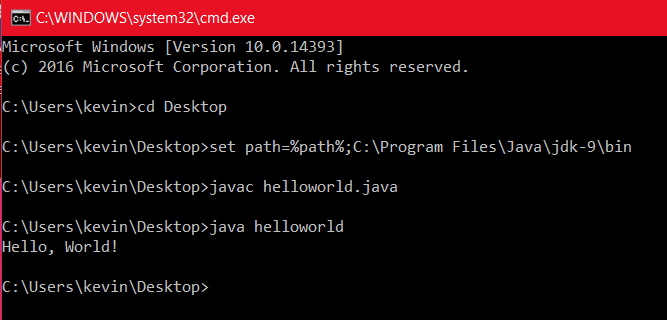 C:\WINDOWS\system32\cmd.exe
Microsoft Windows [Version 10.0.14393]
(c) 2016 Microsoft Corporation. All rights reserved.
C:\Users\kevin>cd Desktop
C:\Users\kevin\Desktop>set path=%path%;C:\Program Files\Java\jdk-9\bin
C:\Users\kevin\Desktop>javac helloworld.java
C:\Users\kevin\Desktop>java helloworld
Hello, World!
C:\Users\kevin\Desktop>